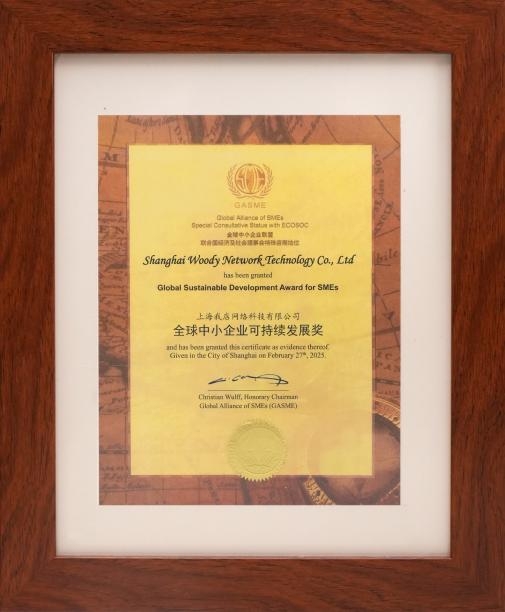 GASME
Global Alliance of SMEs
Special Consultative Status with ECOSOC
全球中小企业联盟
联合国经济及社会理事会特殊咨商地位
Shanghai Woody Network Technology Co., Ltd
has been granted
Global Sustainable Development Award for SMEs
上海我店网络科技有限公司
全球中小企业可持续发展奖
and has been granted this certificate as evidence thereof.
Given in the City of Shanghai on February 27th, 2025.
Christian Wulff, Honorary Chairman
Global Alliance of SMEs (GASME)